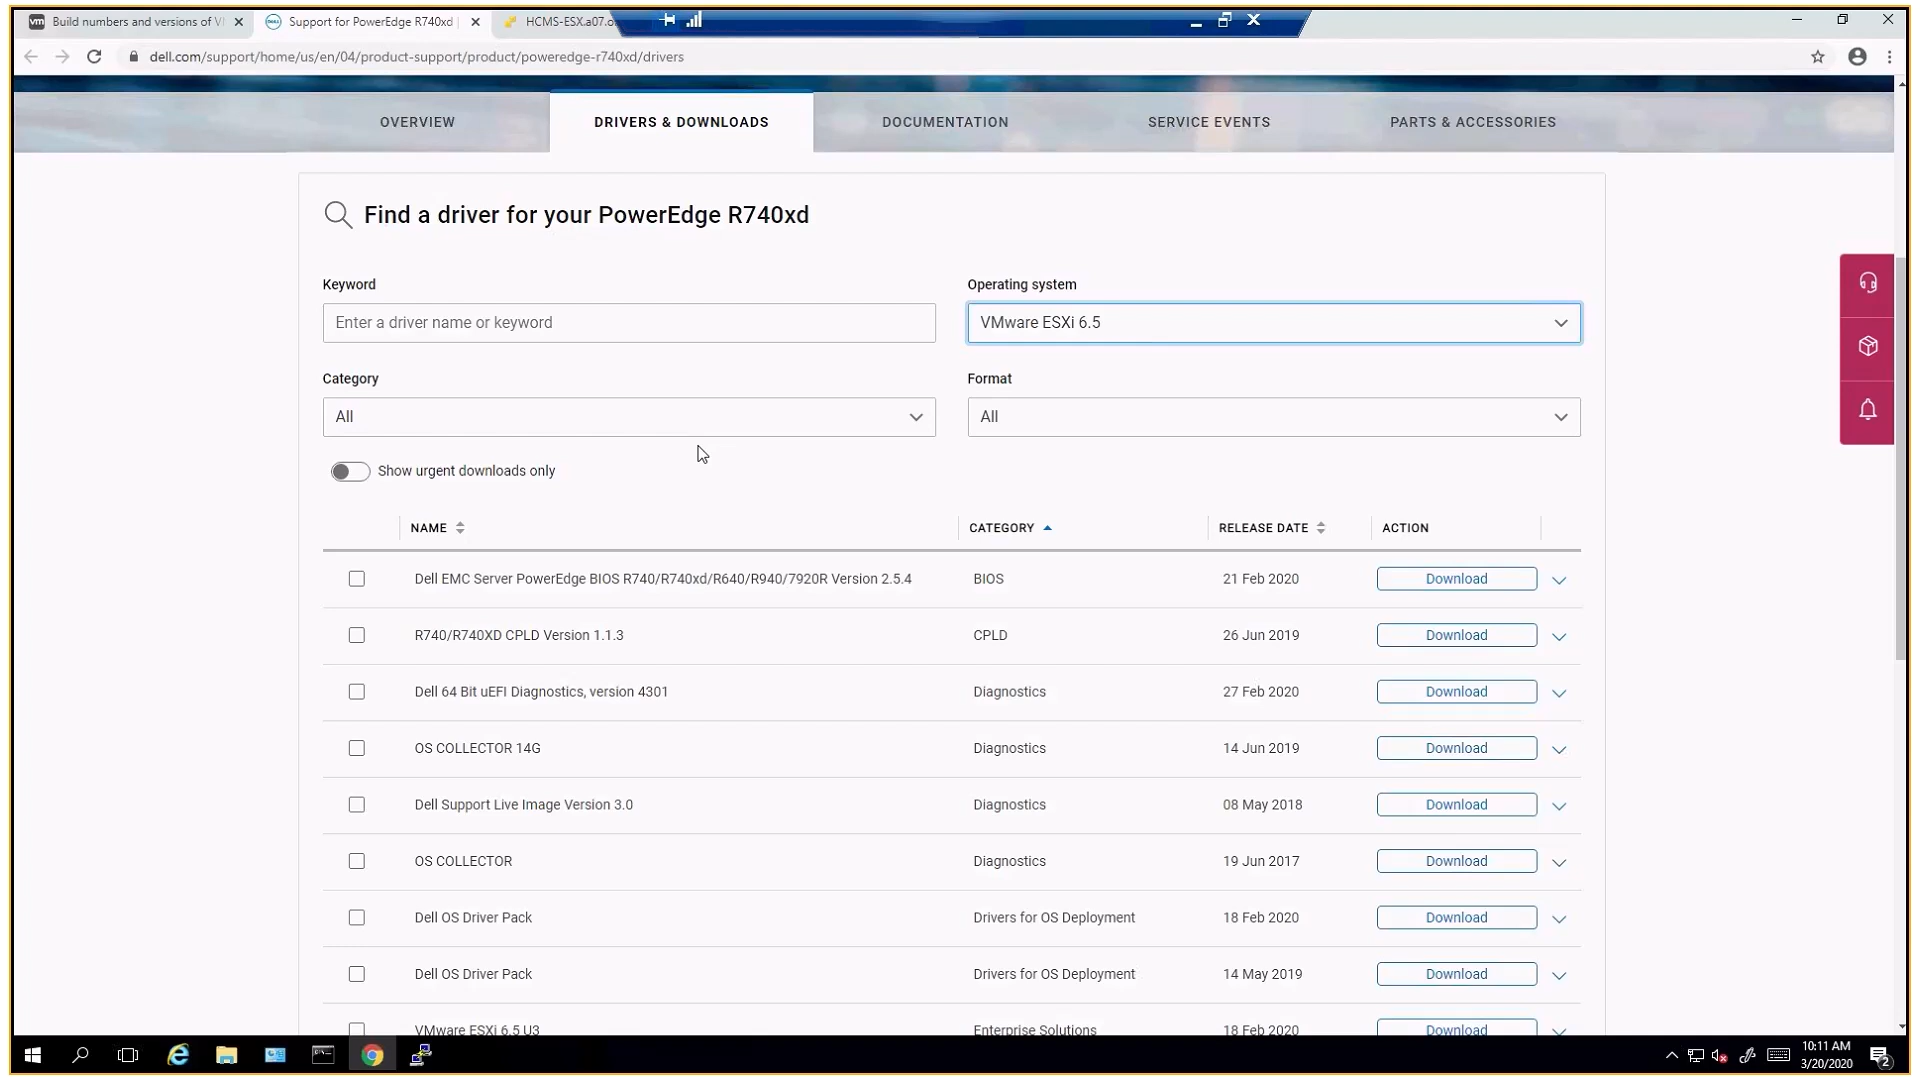 Build numbers and versions of VI
Support for PowerEdge R740xd
HCMS-ESX.a07.o
dell.com/support/home/us/en/04/product-support/product/poweredge-r740xd/drivers
OVERVIEW
DRIVERS & DOWNLOADS
DOCUMENTATION
SERVICE EVENTS
PARTS & ACCESSORIES
Find a driver for your PowerEdge R740xd
Keyword
Operating system
Enter a driver name or keyword
VMware ESXi 6.5
Category
Format
All
All
Show urgent downloads only
NAME CATEGORY RELEASE DATE ACTION
Dell EMC Server PowerEdge BIOS R740/R740xd/R640/R940/7920R Version 2.5.4 BIOS 21 Feb 2020 Download
R740/R740XD CPLD Version 1.1.3 CPLD 26 Jun 2019 Download
Dell 64 Bit uEFI Diagnostics, version 4301 Diagnostics 27 Feb 2020 Download
OS COLLECTOR 14G Diagnostics 14 Jun 2019 Download
Dell Support Live Image Version 3.0 Diagnostics 08 May 2018 Download
OS COLLECTOR Diagnostics 19 Jun 2017 Download
Dell OS Driver Pack Drivers for OS Deployment 18 Feb 2020 Download
Dell OS Driver Pack Drivers for OS Deployment 14 May 2019 Download
VMware ESXi 6.5 U3 Enterprise Solutions 18 Feb 2020 Download
10:11 AM
3/20/2020
2